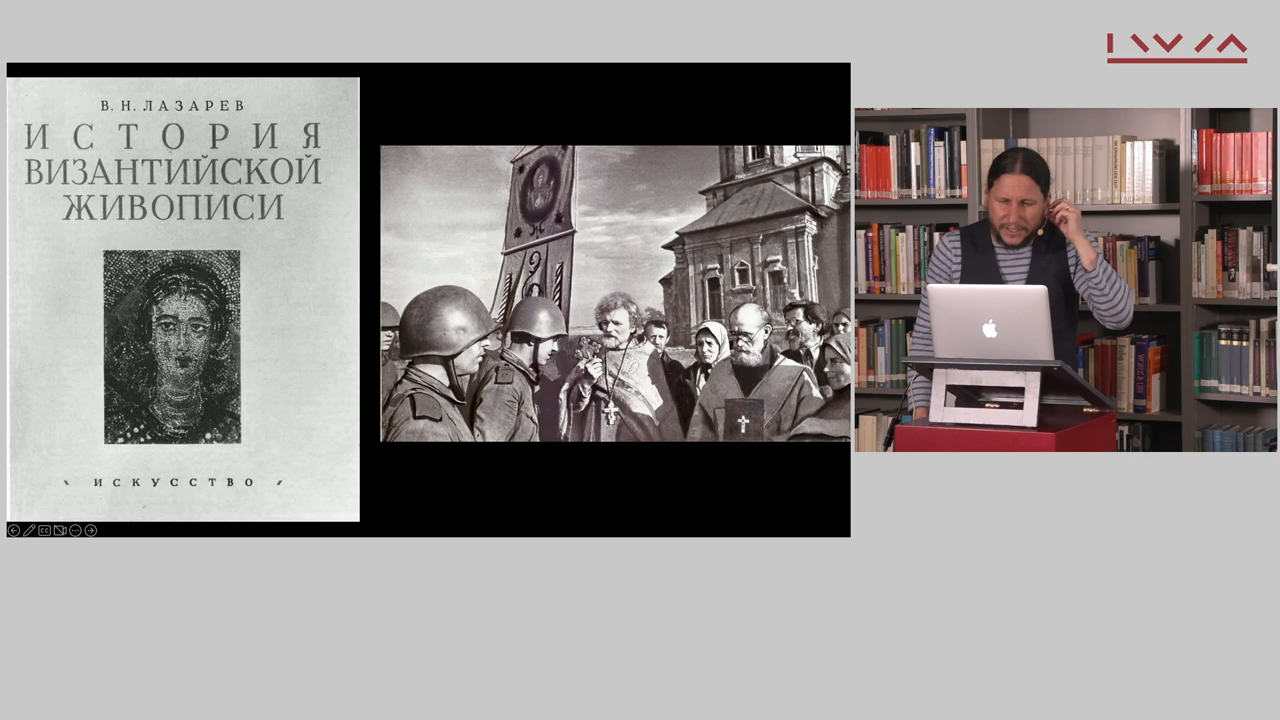 В. Н. ЛАЗАРЕВ
ИСТОРИЯ
ВИЗАНТИЙСКОЙ
ЖИВОПИСИ
ИСКУССТВО